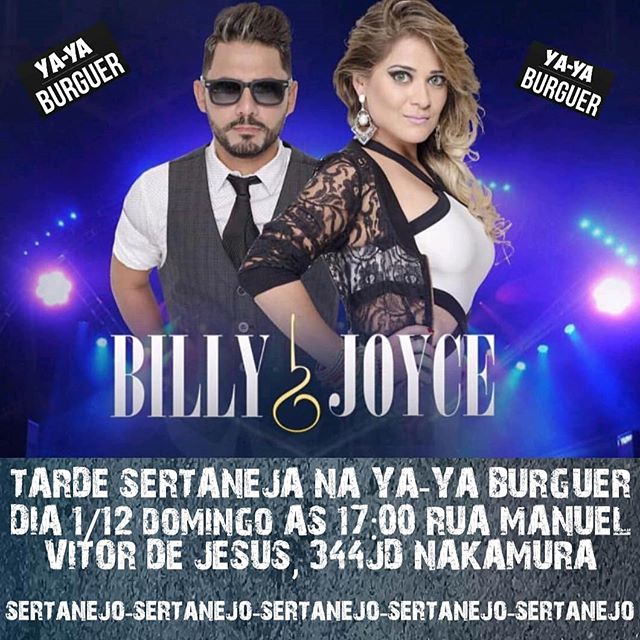 YA-YA
BURGUER
YA-YA
BURGUER
BILLY & JOYCE
TARDE SERTANEJA NA YA-YA BURGUER
DIA 1/12 DOMINGO AS 17:00 RUA MANUEL
VITOR DE JESUS, 344JD NAKAMURA
SERTANEJO-SERTANEJO-SERTANEJO-SERTANEJO-SERTANEJO